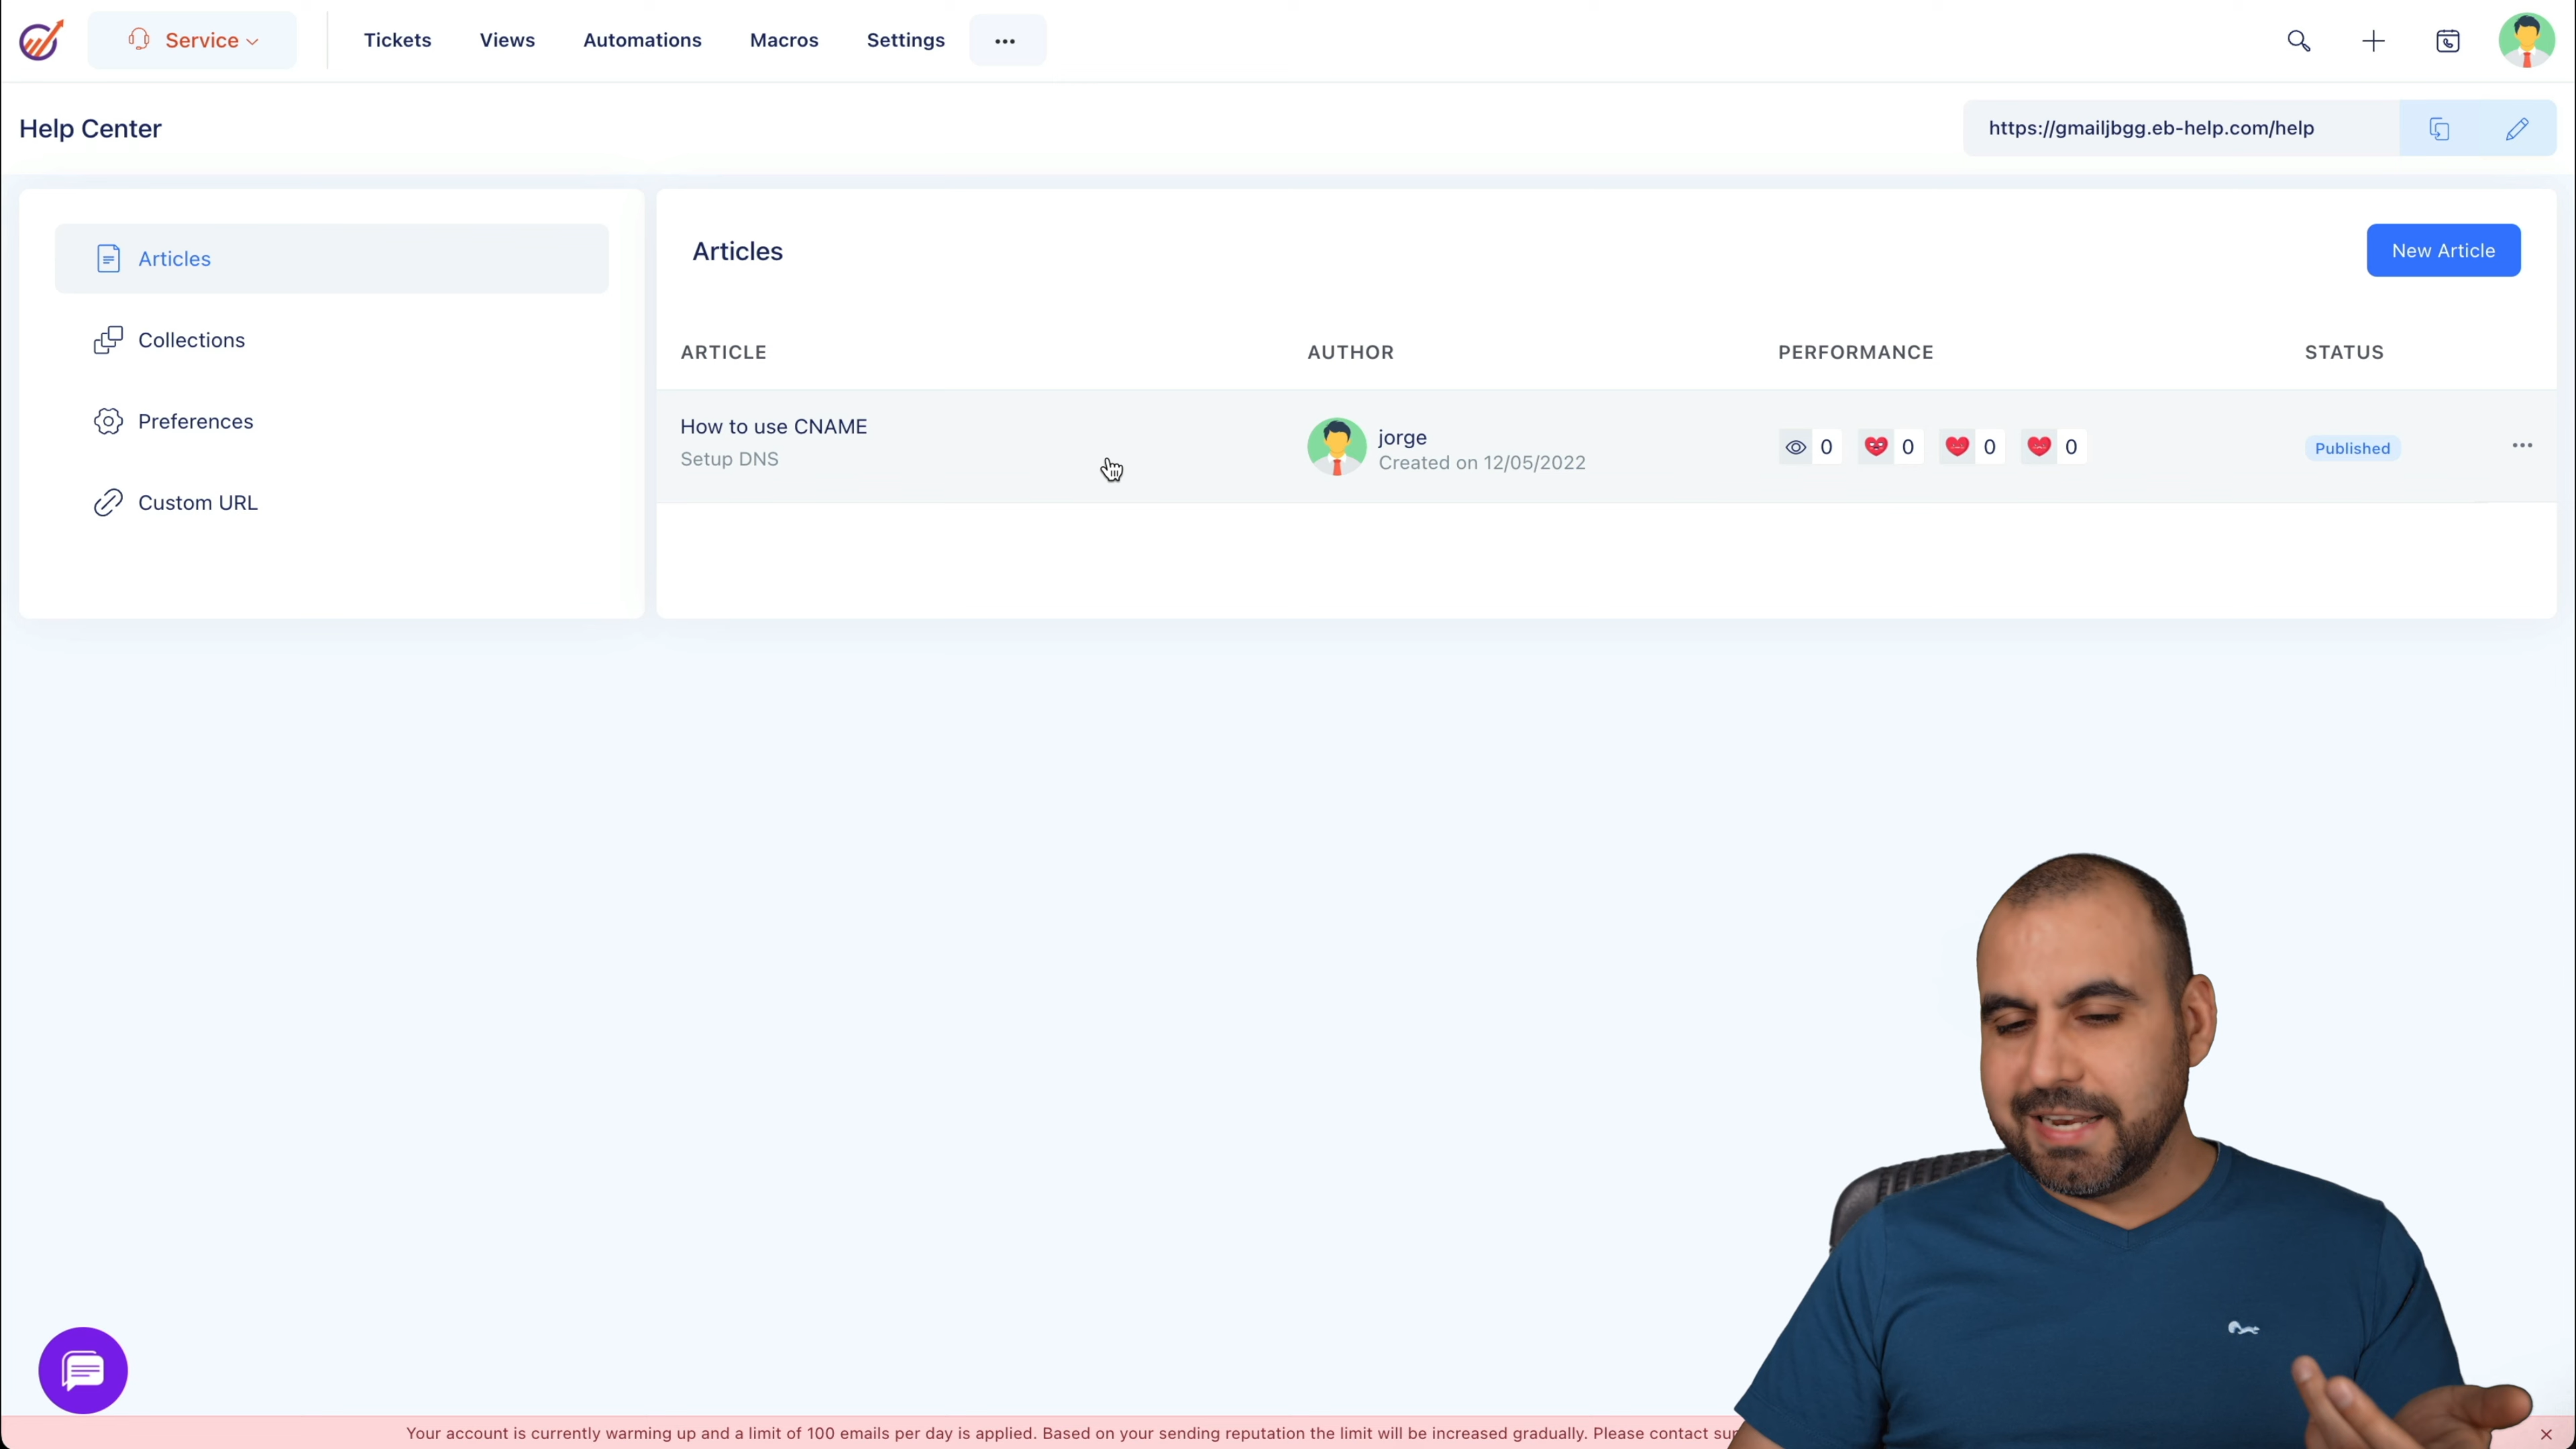 Service
Tickets
Views
Automations
Macros
Settings
Help Center
https://gmailjbgg.eb-help.com/help
Articles
Collections
Preferences
Custom URL
Articles
New Article
ARTICLE
AUTHOR
PERFORMANCE
STATUS
How to use CNAME
Setup DNS
jorge
Created on 12/05/2022
0
0
0
0
Published
Your account is currently warming up and a limit of 100 emails per day is applied. Based on your sending reputation the limit will be increased gradually. Please contact